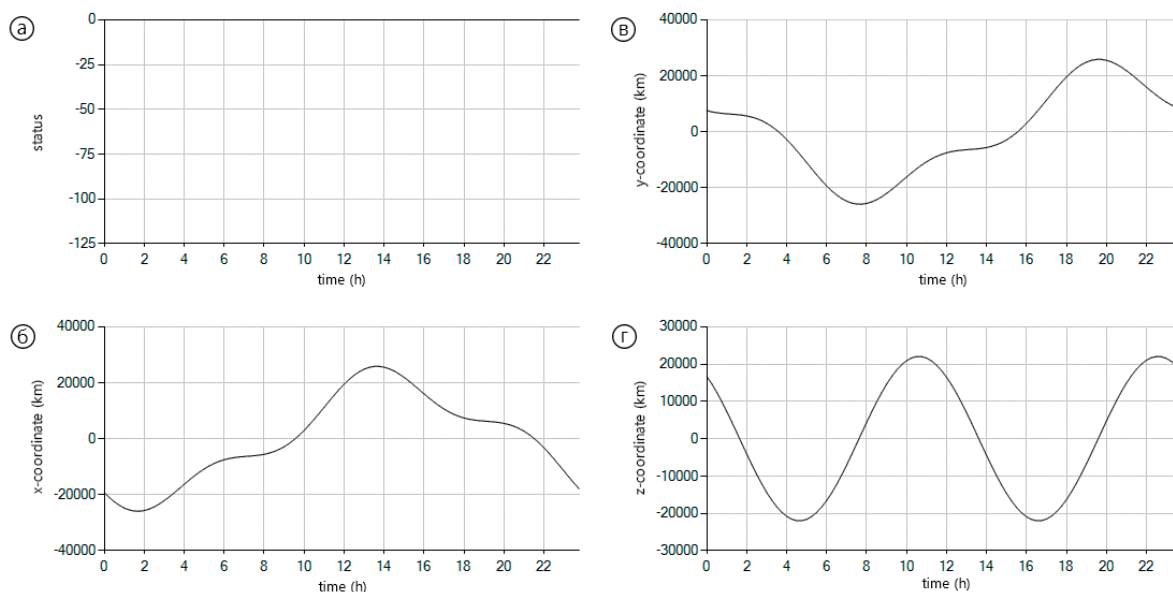 а
0
-25
-50
-75
-100
-125
status
0 2 4 6 8 10 12 14 16 18 20 22
time (h)
в
40000
20000
0
-20000
-40000
y-coordinate (km)
0 2 4 6 8 10 12 14 16 18 20 22
time (h)
б
40000
20000
0
-20000
-40000
x-coordinate (km)
0 2 4 6 8 10 12 14 16 18 20 22
time (h)
г
30000
20000
10000
0
-10000
-20000
-30000
z-coordinate (km)
0 2 4 6 8 10 12 14 16 18 20 22
time (h)